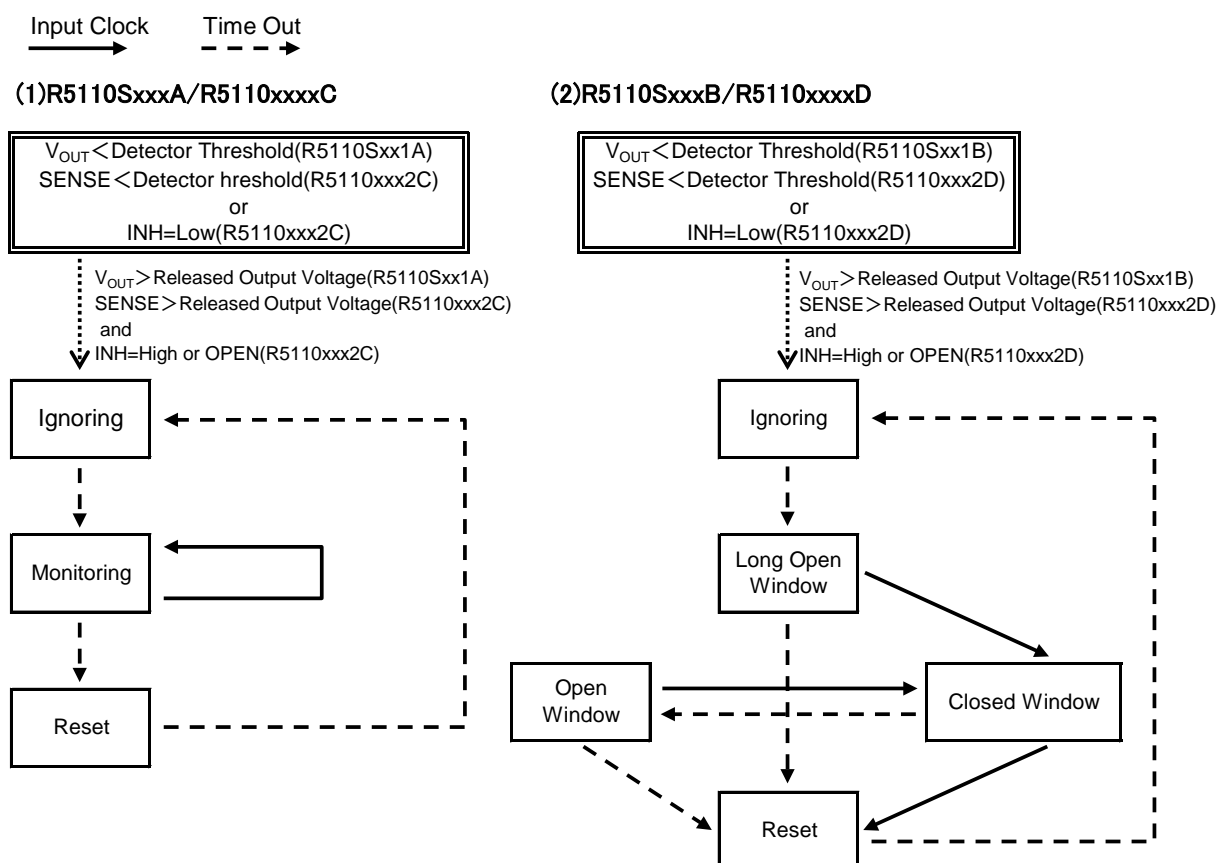 Input Clock
Time Out
(1)R5110SxxxA/R5110xxxxC
VOUT<Detector Threshold(R5110Sxx1A)
SENSE<Detector hreshold(R5110xxx2C)
or
INH=Low(R5110xxx2C)
VOUT>Released Output Voltage(R5110Sxx1A)
SENSE>Released Output Voltage(R5110xxx2C)
and
INH=High or OPEN(R5110xxx2C)
Ignoring
Monitoring
Reset
(2)R5110SxxxB/R5110xxxxD
VOUT<Detector Threshold(R5110Sxx1B)
SENSE<Detector Threshold(R5110xxx2D)
or
INH=Low(R5110xxx2D)
VOUT>Released Output Voltage(R5110Sxx1B)
SENSE>Released Output Voltage(R5110xxx2D)
and
INH=High or OPEN(R5110xxx2D)
Ignoring
Long Open
Window
Open
Window
Closed Window
Reset